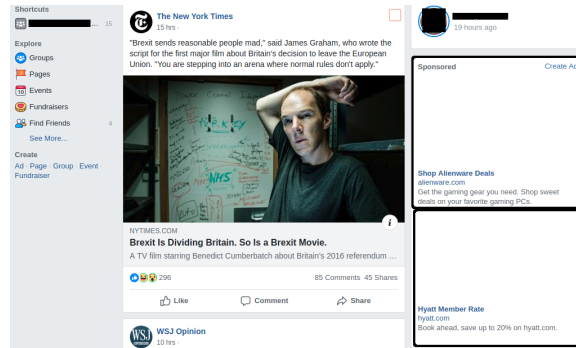 Shortcuts
15
Explore
Groups
Pages
10
Events
Fundraisers
Find Friends 4
See More...
Create
Ad · Page · Group · Event ·
Fundraiser
The New York Times
15 hrs ·
"Brexit sends reasonable people mad," said James Graham, who wrote the
script for the first major film about Britain's decision to leave the European
Union. "You are stepping into an arena where normal rules don't apply."
NHS
NYTIMES.COM
Brexit Is Dividing Britain. So Is a Brexit Movie.
A TV film starring Benedict Cumberbatch about Britain's 2016 referendum ...
296 85 Comments 45 Shares
Like Comment Share
WSJ
WSJ Opinion
10 hrs ·
19 hours ago
Sponsored Create Ad
Shop Alienware Deals
alienware.com
Get the gaming gear you need. Shop sweet
deals on your favorite gaming PCs.
Hyatt Member Rate
hyatt.com
Book ahead, save up to 20% on hyatt.com.